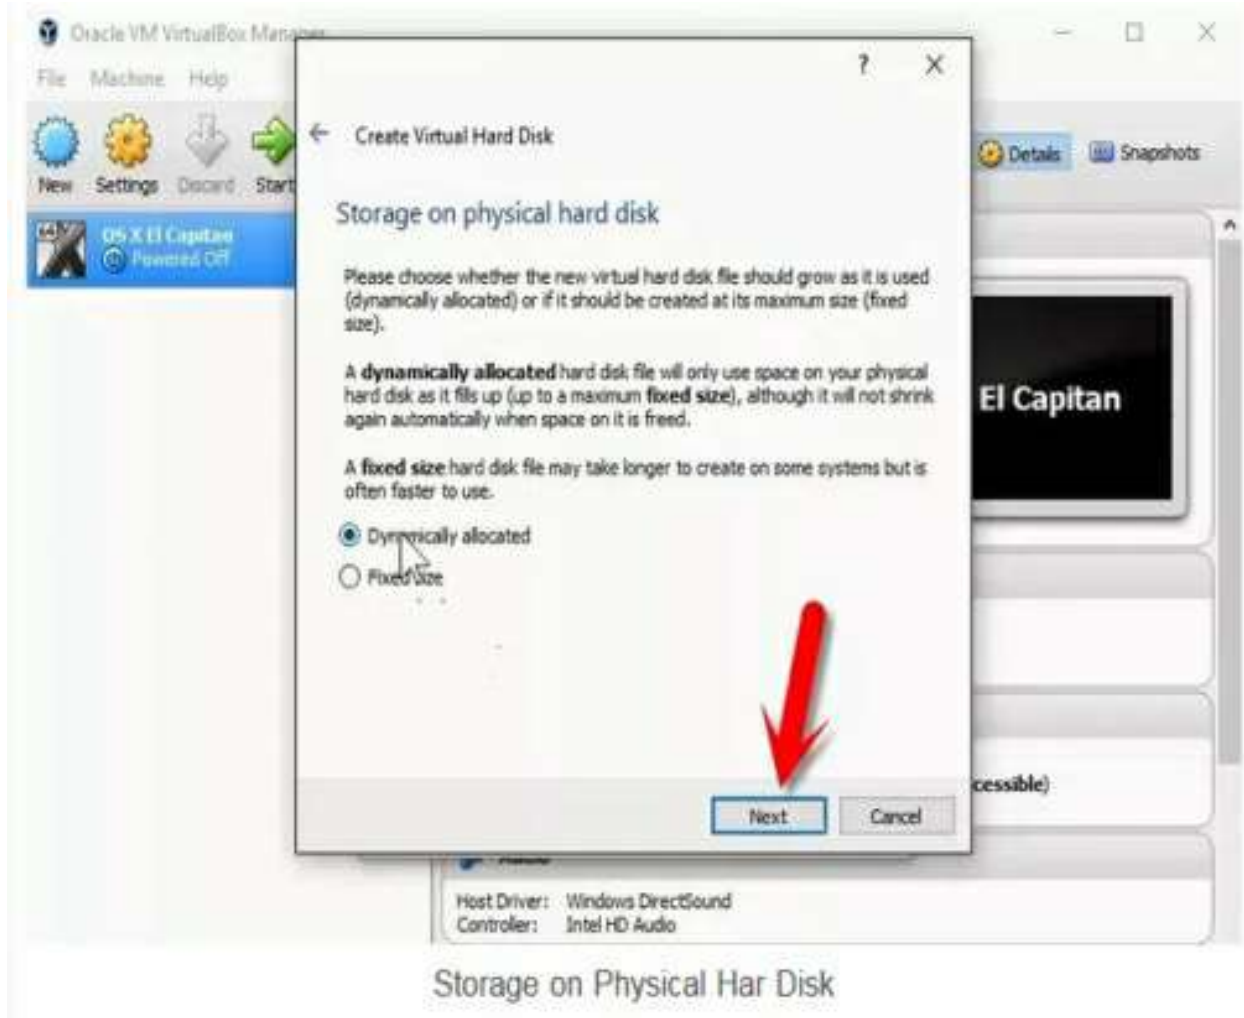 Oracle VM VirtualBox Manager
File Machine Help
? X
Create Virtual Hard Disk
New Settings Discard Start
Details Snapshots
Storage on physical hard disk
64
OS X El Capitan
Powered Off
Please choose whether the new virtual hard disk file should grow as it is used
(dynamically allocated) or if it should be created at its maximum size (fixed
size).
A dynamically allocated hard disk file will only use space on your physical
hard disk as it fills up (up to a maximum fixed size), although it will not shrink
again automatically when space on it is freed.
El Capitan
A fixed size hard disk file may take longer to create on some systems but is
often faster to use.
Dynamically allocated
Fixed size
cessible)
Next Cancel
Audio
Host Driver: Windows DirectSound
Controller: Intel HD Audio
Storage on Physical Har Disk